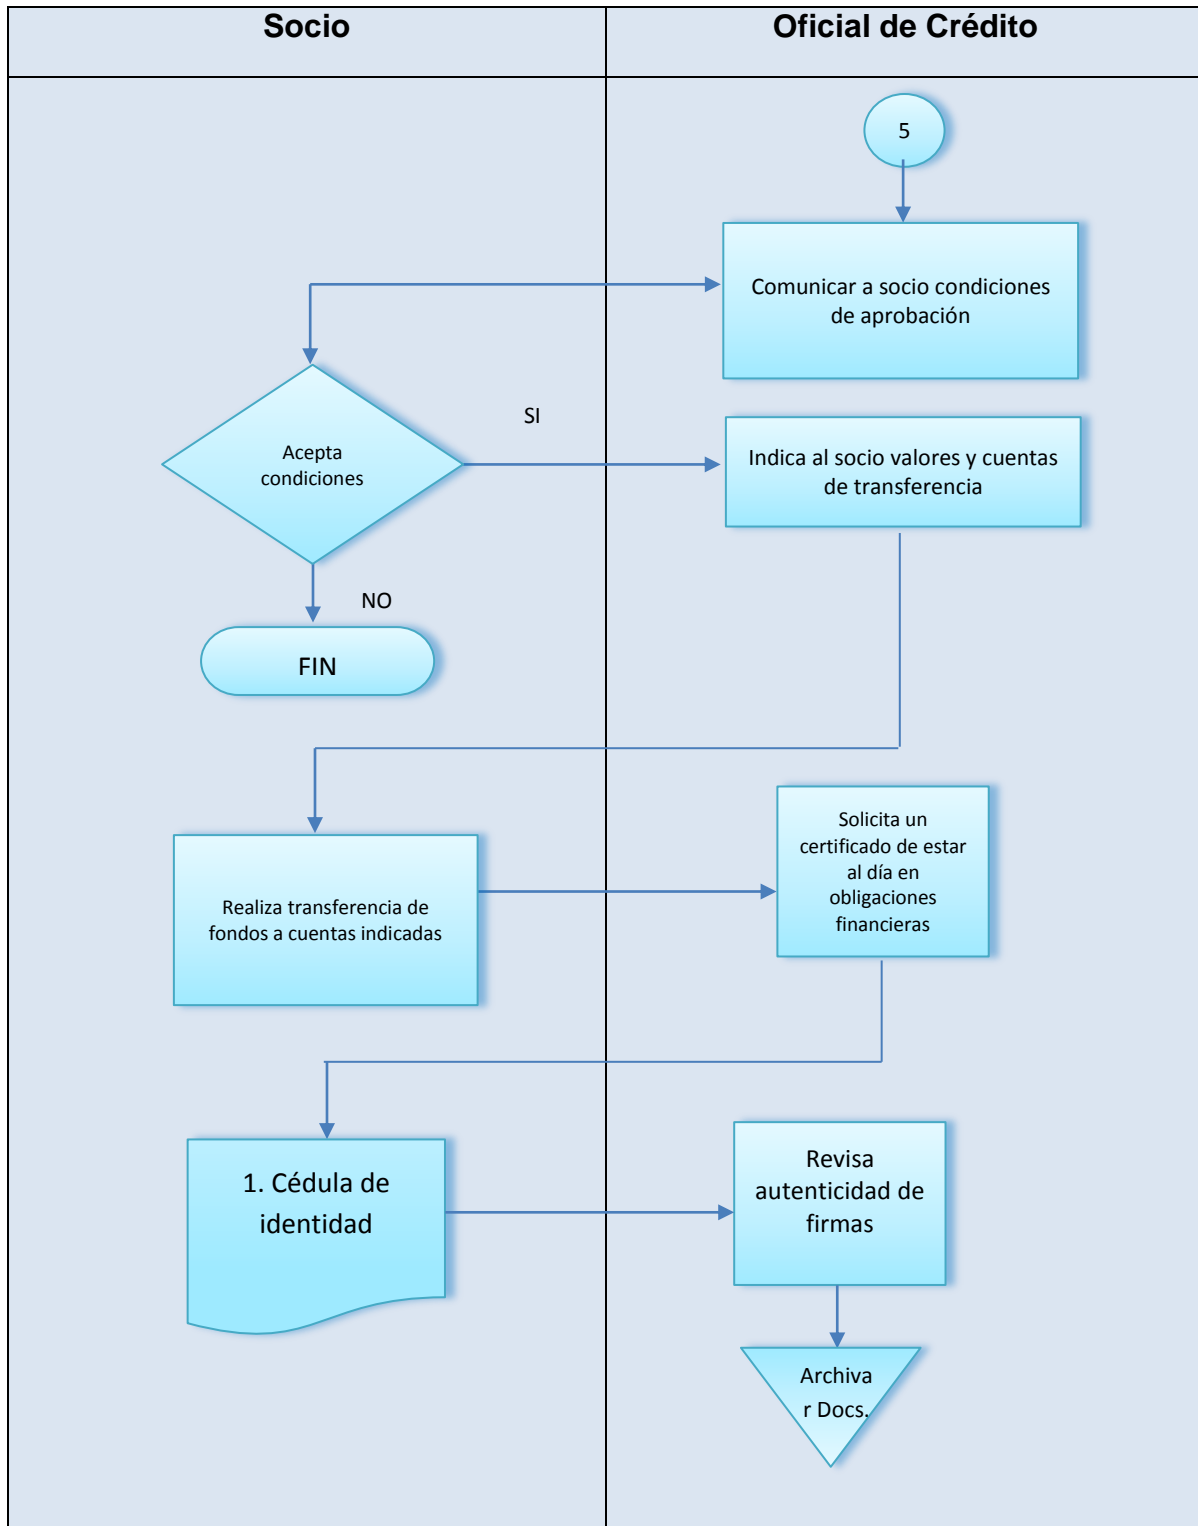 Socio
Oficial de Crédito
5
Comunicar a socio condiciones
de aprobación
SI
Acepta
condiciones
Indica al socio valores y cuentas
de transferencia
NO
FIN
Solicita un
certificado de estar
al día en
obligaciones
financieras
Realiza transferencia de
fondos a cuentas indicadas
1. Cédula de
identidad
Revisa
autenticidad de
firmas
Archiva
r Docs.